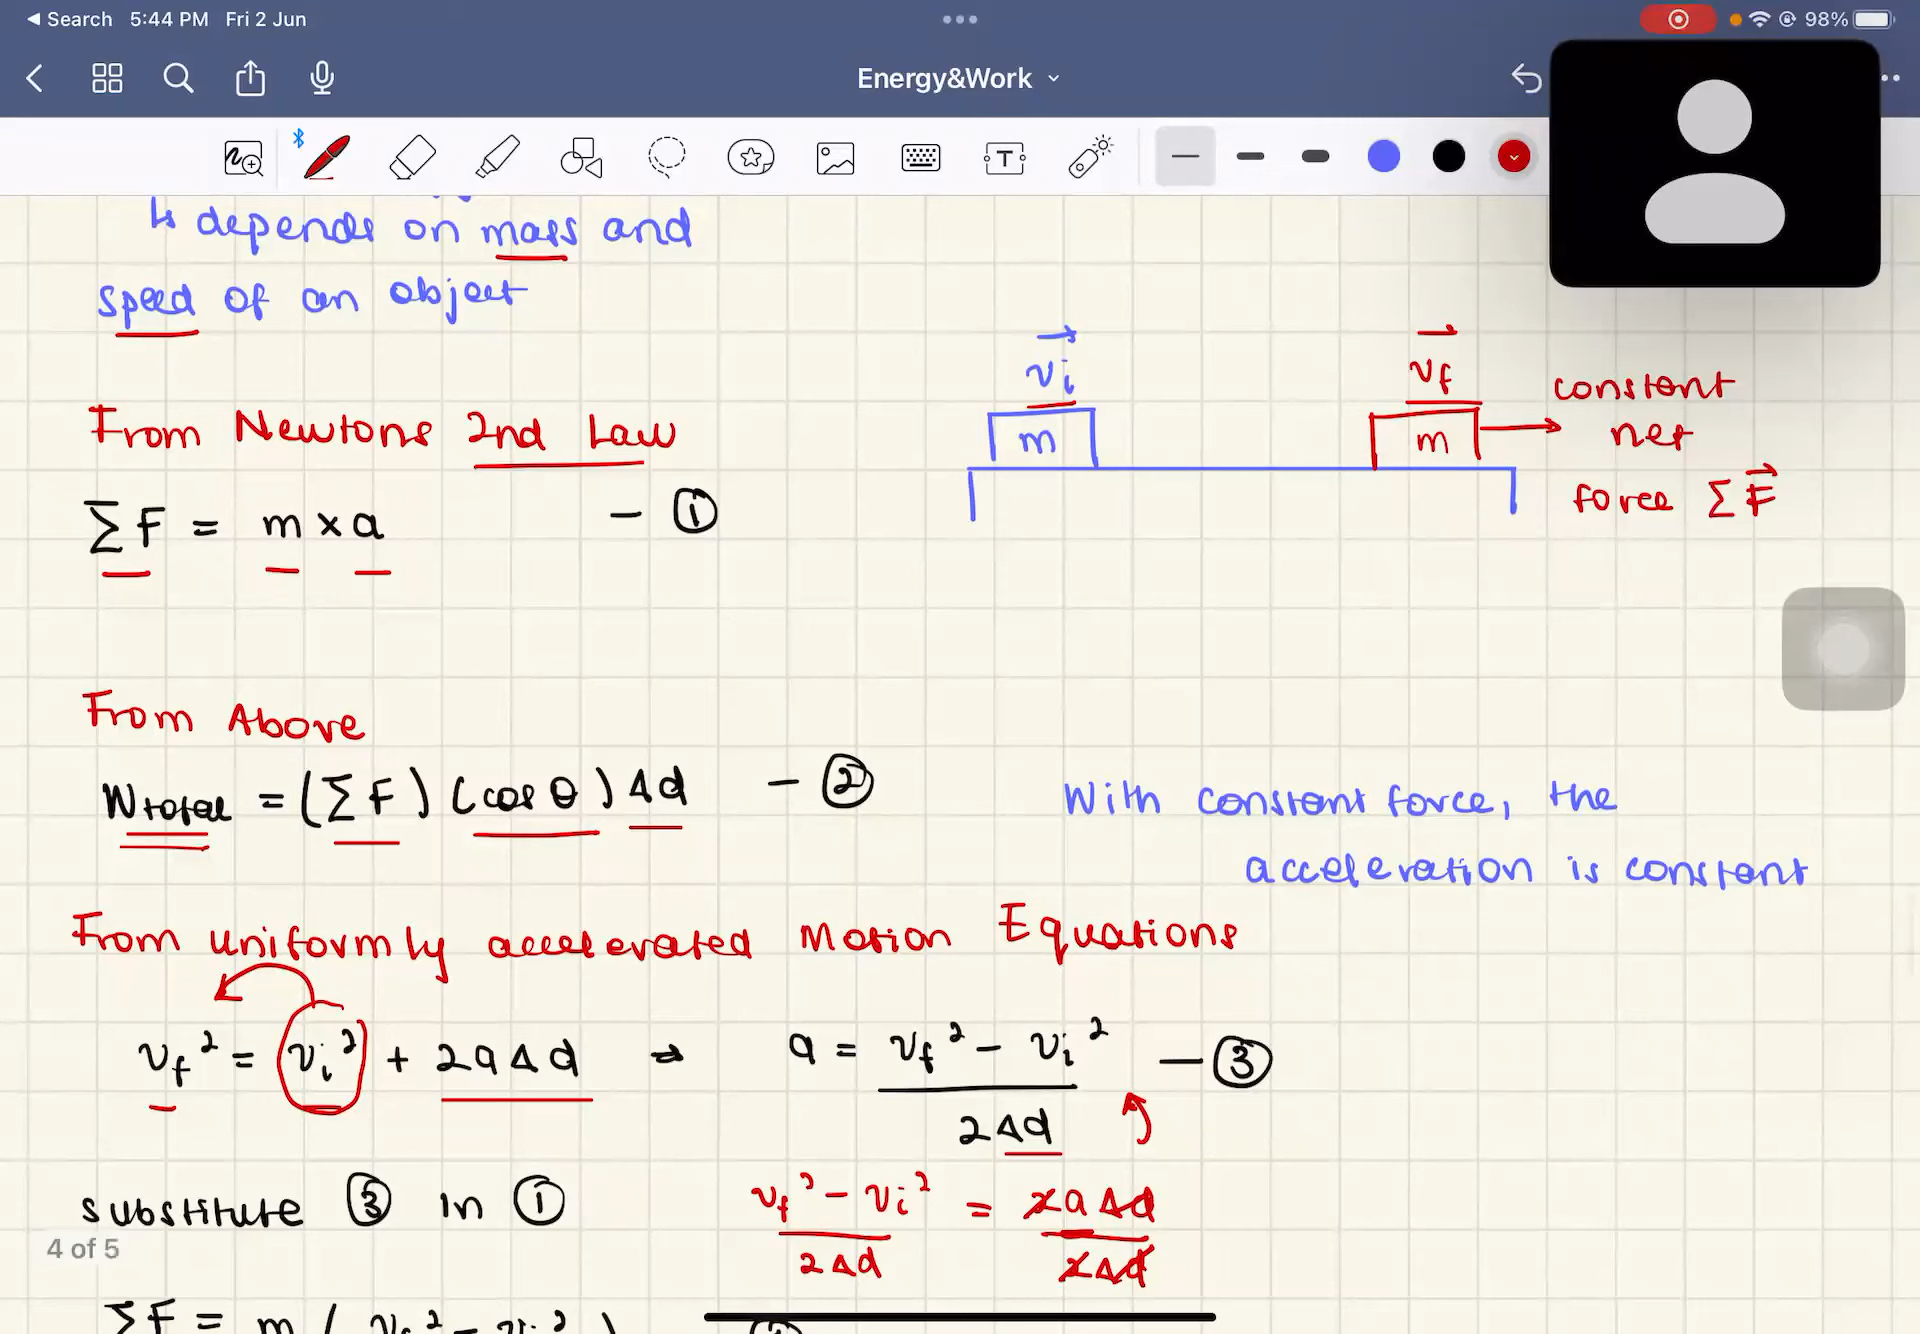 Search 5:44 PM Fri 2 Jun
98%
Energy&Work
T
↳ depends on mass and
speed of an object
From Newtons 2nd Law
ΣF = m × a - ①
vi
m
vf
m
constant
net
force ΣF
From Above
Wtotal = (ΣF) (cos θ) Δd - ②
With constant force, the
acceleration is constant
From uniformly accelerated Motion Equations
vf² = vi² + 2aΔd → a = vf² - vi² - ③
2Δd
substitute ③ in ①
vf² - vi² = 2aΔd
2Δd 2Δd
4 of 5
ΣF = m ( vf² - vi² )